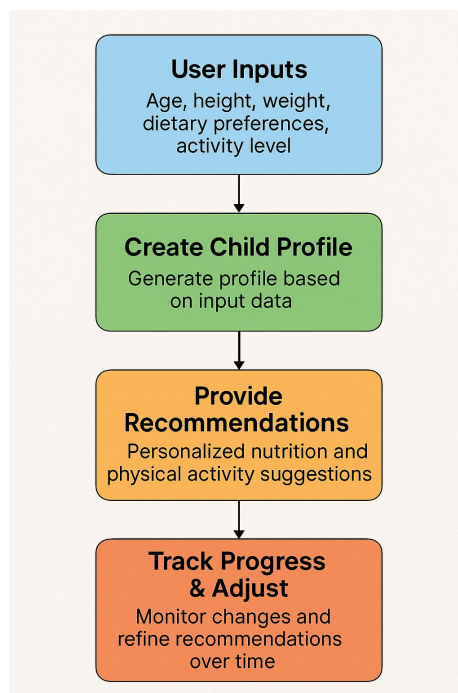 User Inputs
Age, height, weight,
dietary preferences,
activity level
Create Child Profile
Generate profile based
on input data
Provide
Recommendations
Personalized nutrition and
physical activity suggestions
Track Progress
& Adjust
Monitor changes and
refine recommendations
over time